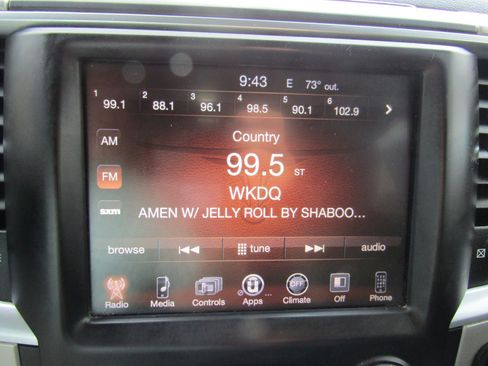 9:43 E 73° out.
1 99.1 2 88.1 3 96.1 4 98.5 5 90.1 6 102.9
AM
Country
99.5 ST
FM
WKDQ
sxm
AMEN W/ JELLY ROLL BY SHABOO...
browse tune audio
OFF
Radio Media Controls Apps Climate Off Phone